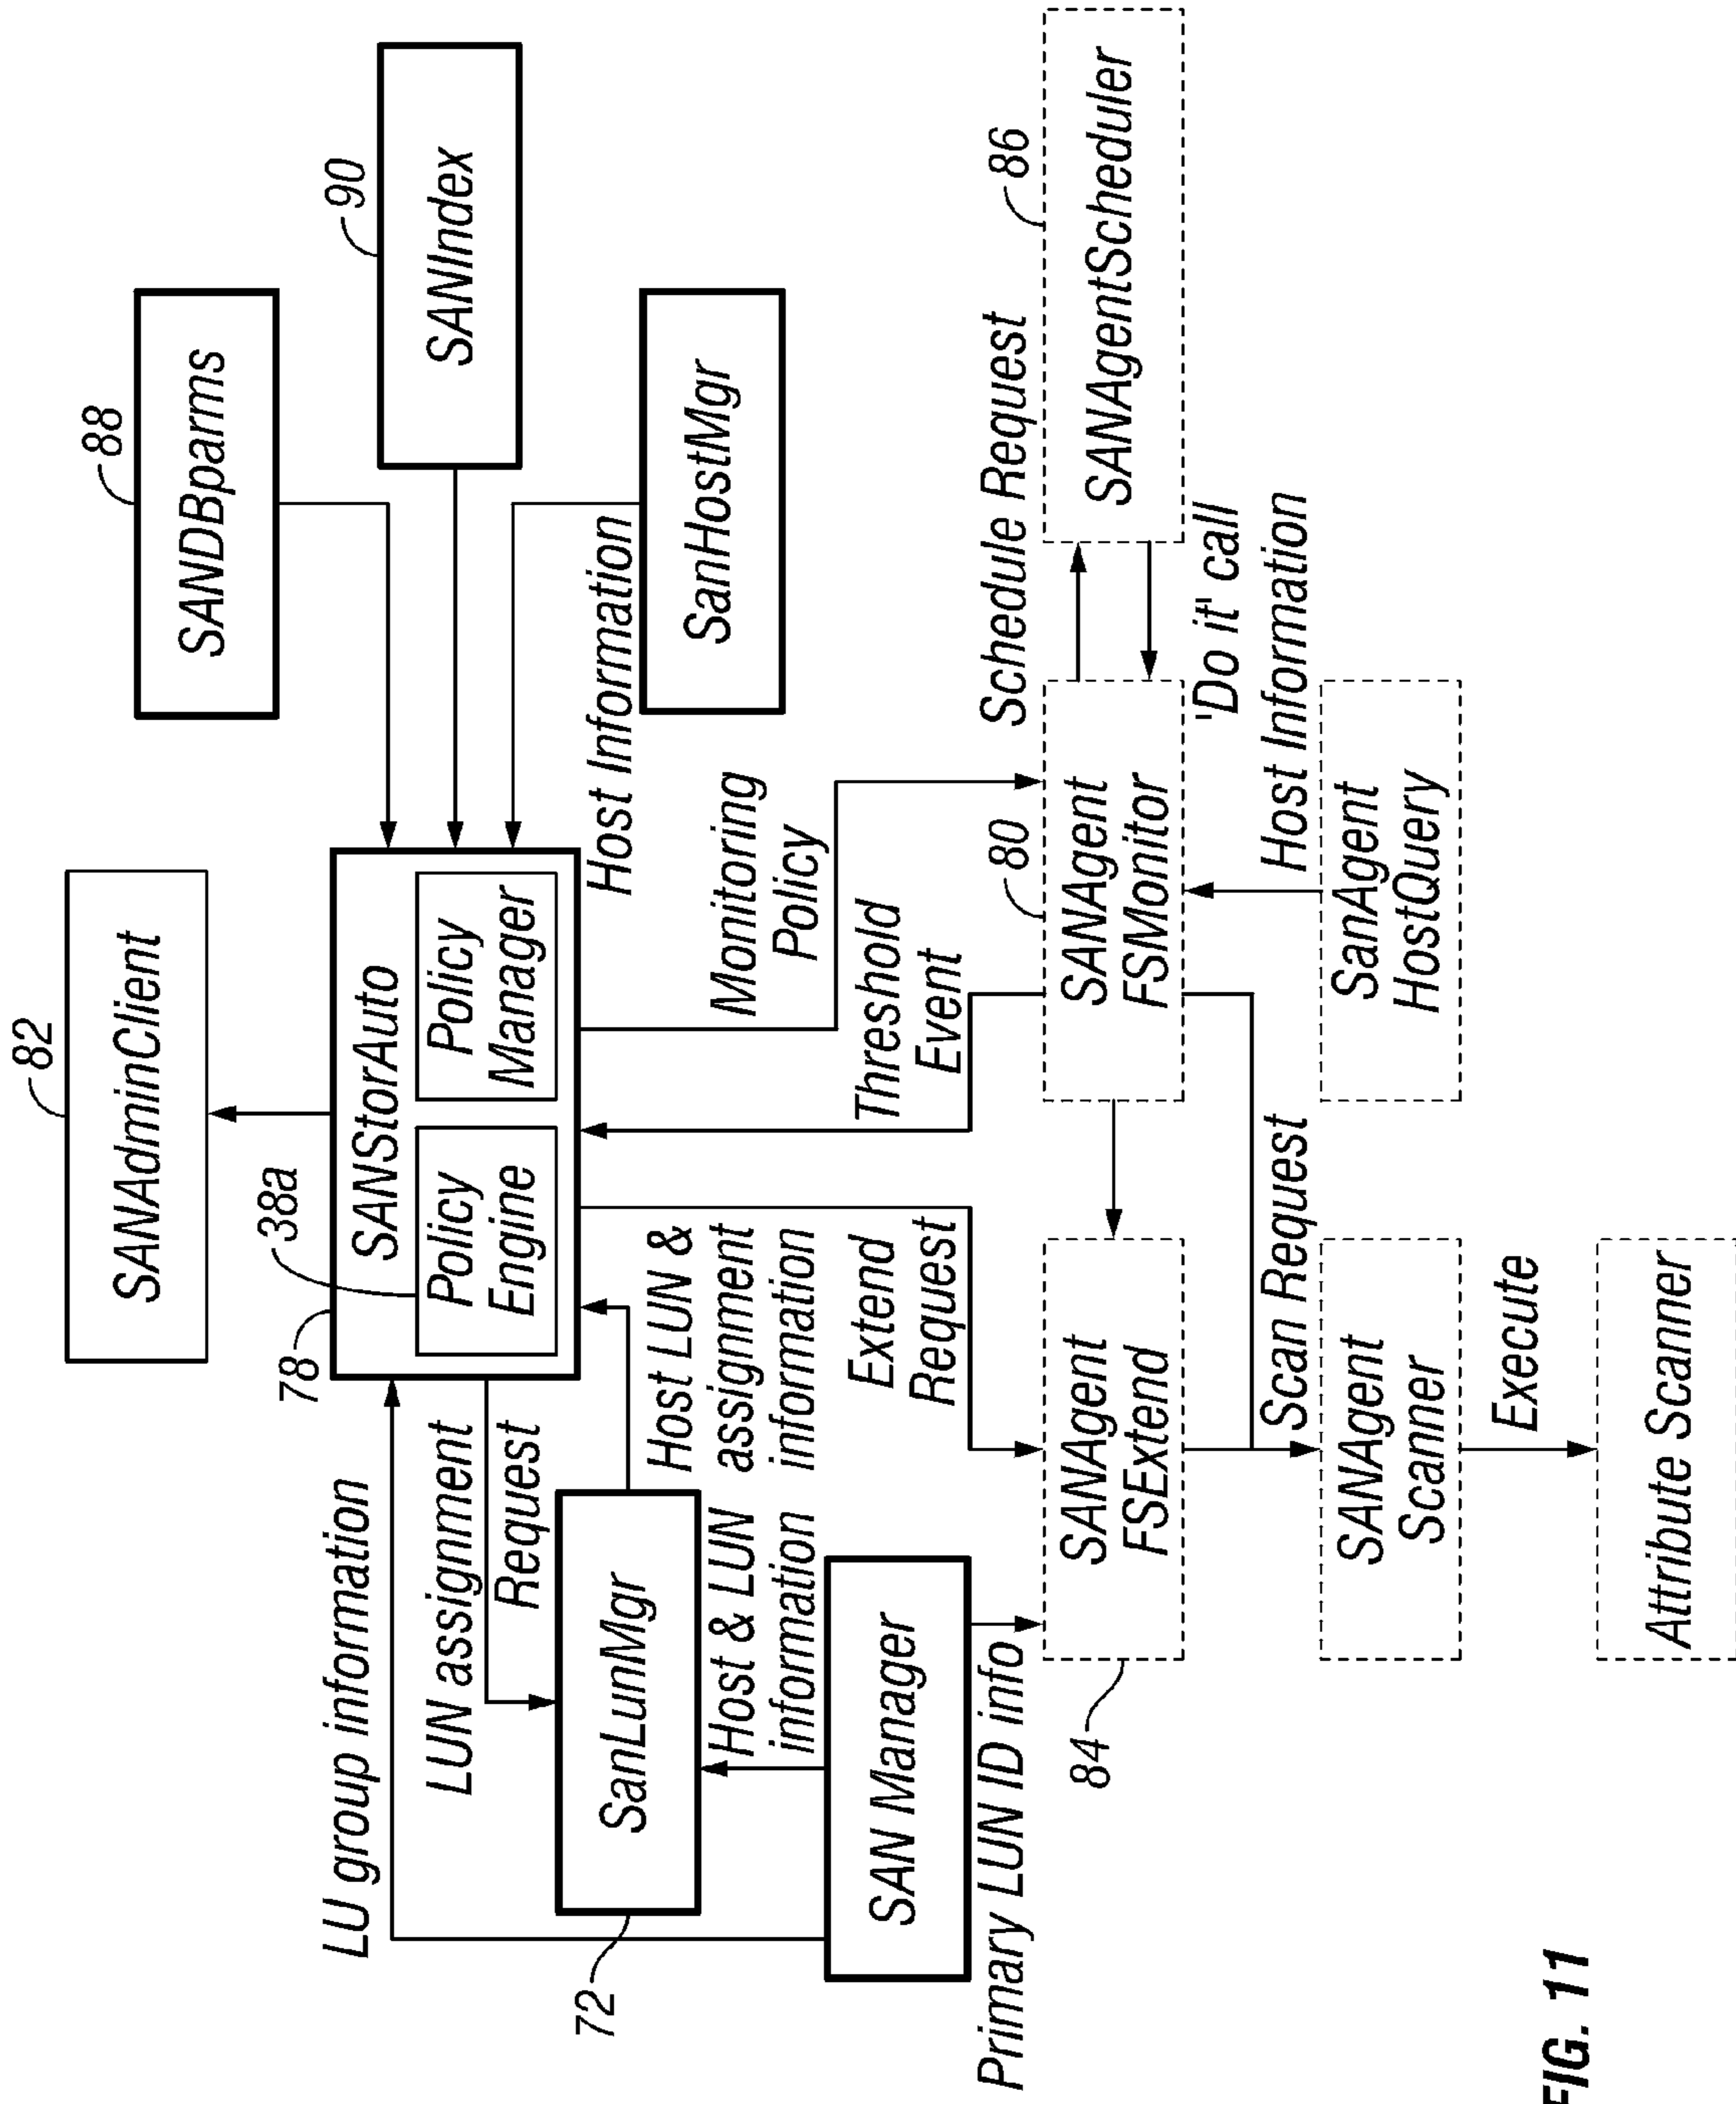 82
SANAdminClient
88
SANDBparms
90
SANIndex
78
38a
SANStorAuto
Policy
Engine
Policy
Manager
LU group information
LUN assignment
Request
SanLunMgr
72
Host LUN &
assignment
information
Host & LUN
information
SAN Manager
Primary LUN ID info
Host Information
SanHostMgr
Monitoring
Policy
Threshold
Event
Extend
Request
Schedule Request
86
SANAgentScheduler
'Do it' call
80
SANAgent
FSMonitor
SANAgent
FSExtend
84
Host Information
SanAgent
HostQuery
Scan Request
SANAgent
Scanner
Execute
Attribute Scanner
FIG. 11